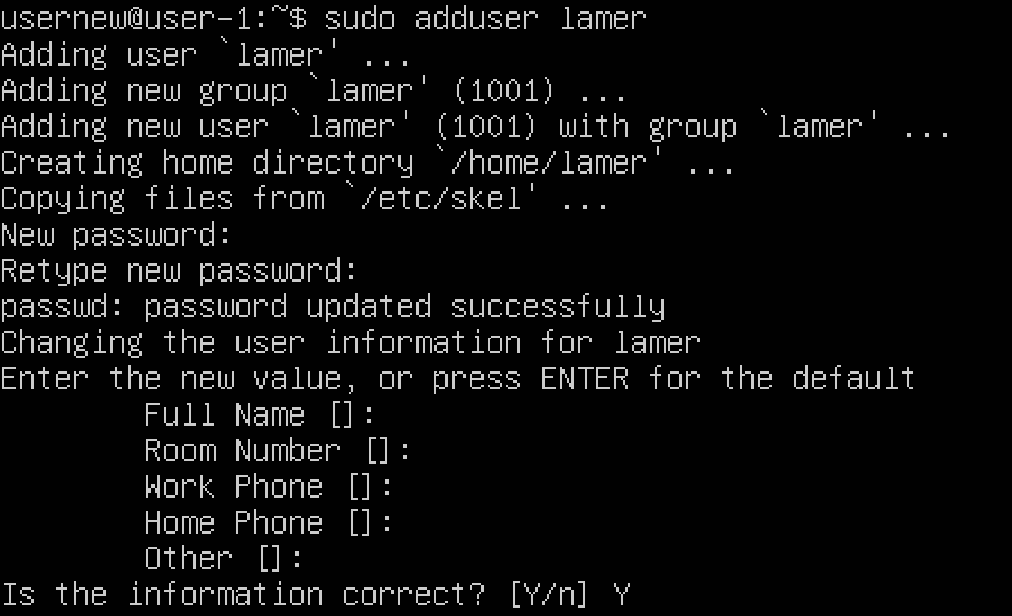 usernew@user-1:~$ sudo adduser lamer
Adding user `lamer' ...
Adding new group `lamer' (1001) ...
Adding new user `lamer' (1001) with group `lamer' ...
Creating home directory `/home/lamer' ...
Copying files from `/etc/skel' ...
New password:
Retype new password:
passwd: password updated successfully
Changing the user information for lamer
Enter the new value, or press ENTER for the default
        Full Name []:
        Room Number []:
        Work Phone []:
        Home Phone []:
        Other []:
Is the information correct? [Y/n] Y